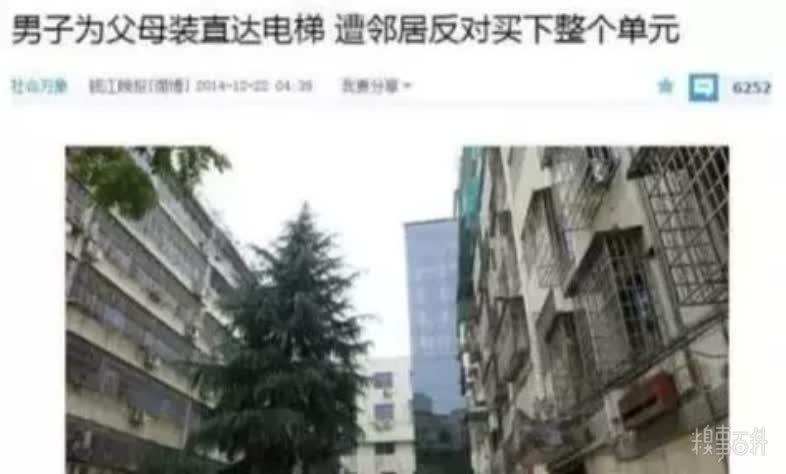 男子为父母装直达电梯 遭邻居反对买下整个单元
社会万象 钱江晚报[微博] 2014-12-22 04:39 我要分享 6252
糗事百科